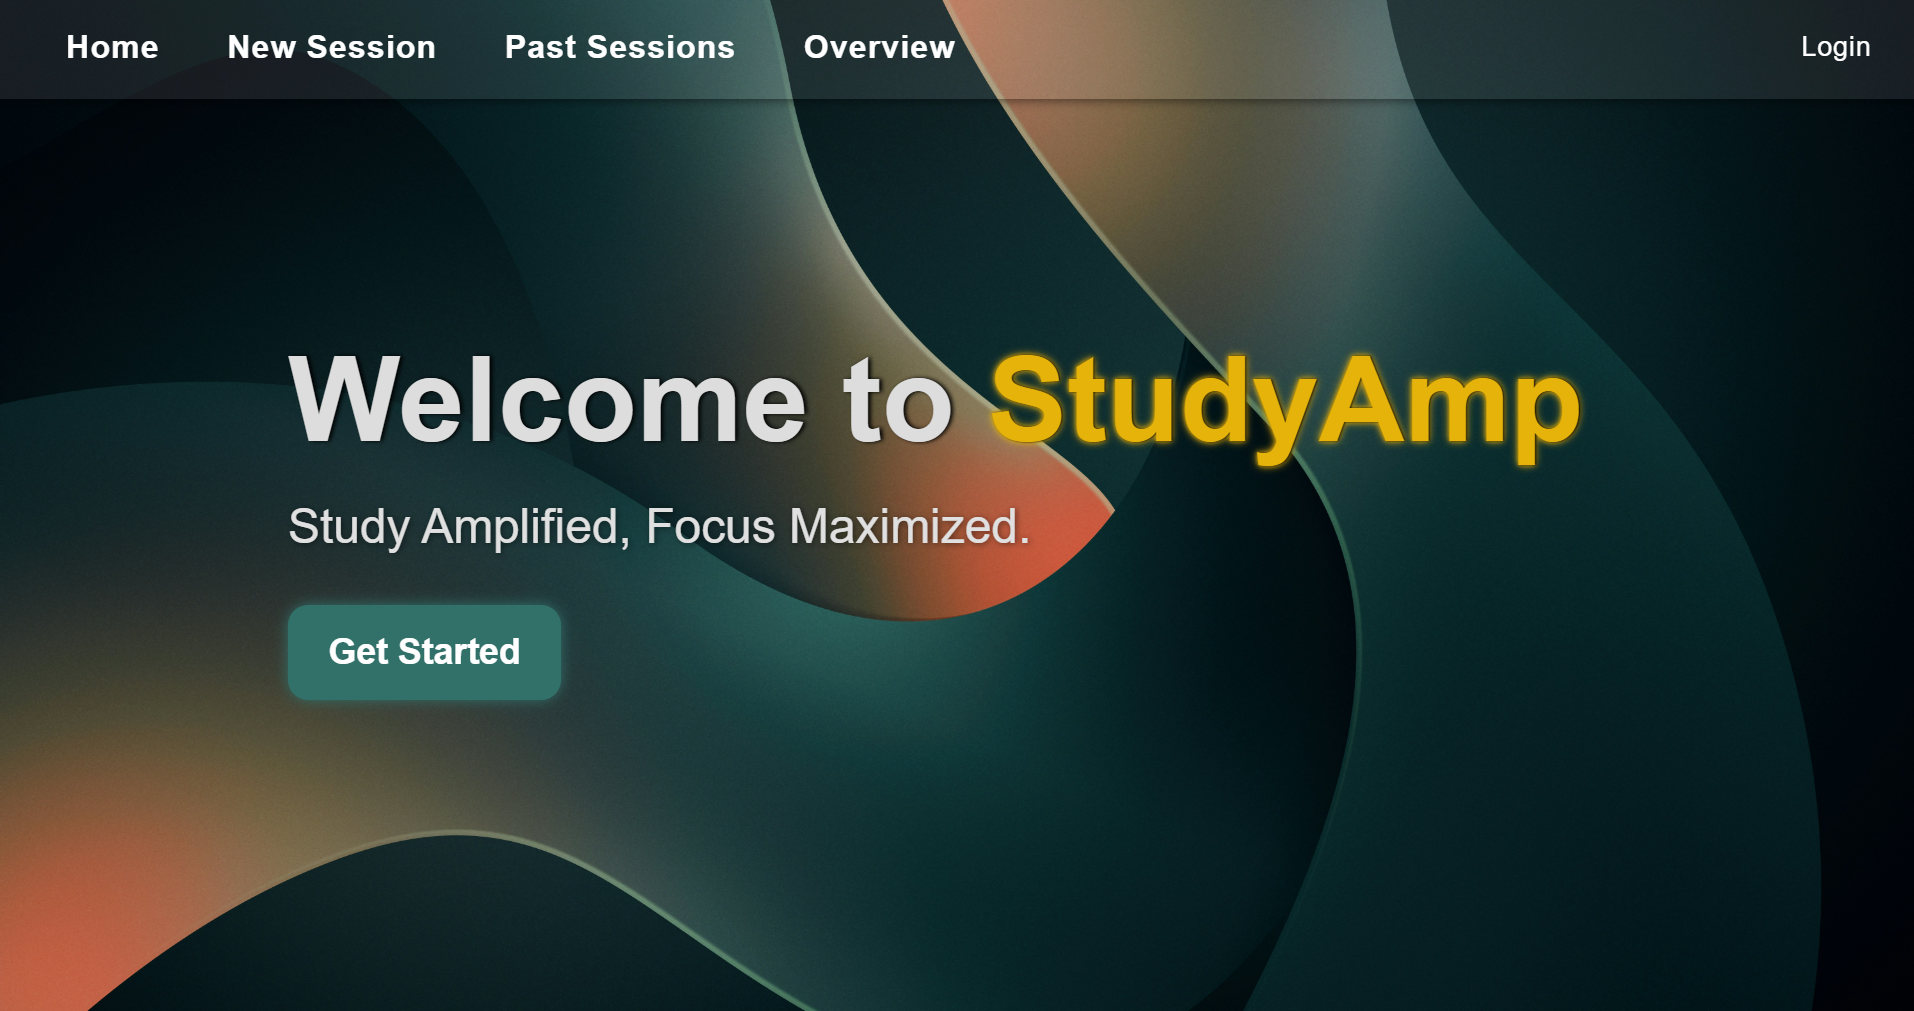 Home New Session Past Sessions Overview Login
Welcome to StudyAmp
Study Amplified, Focus Maximized.
Get Started